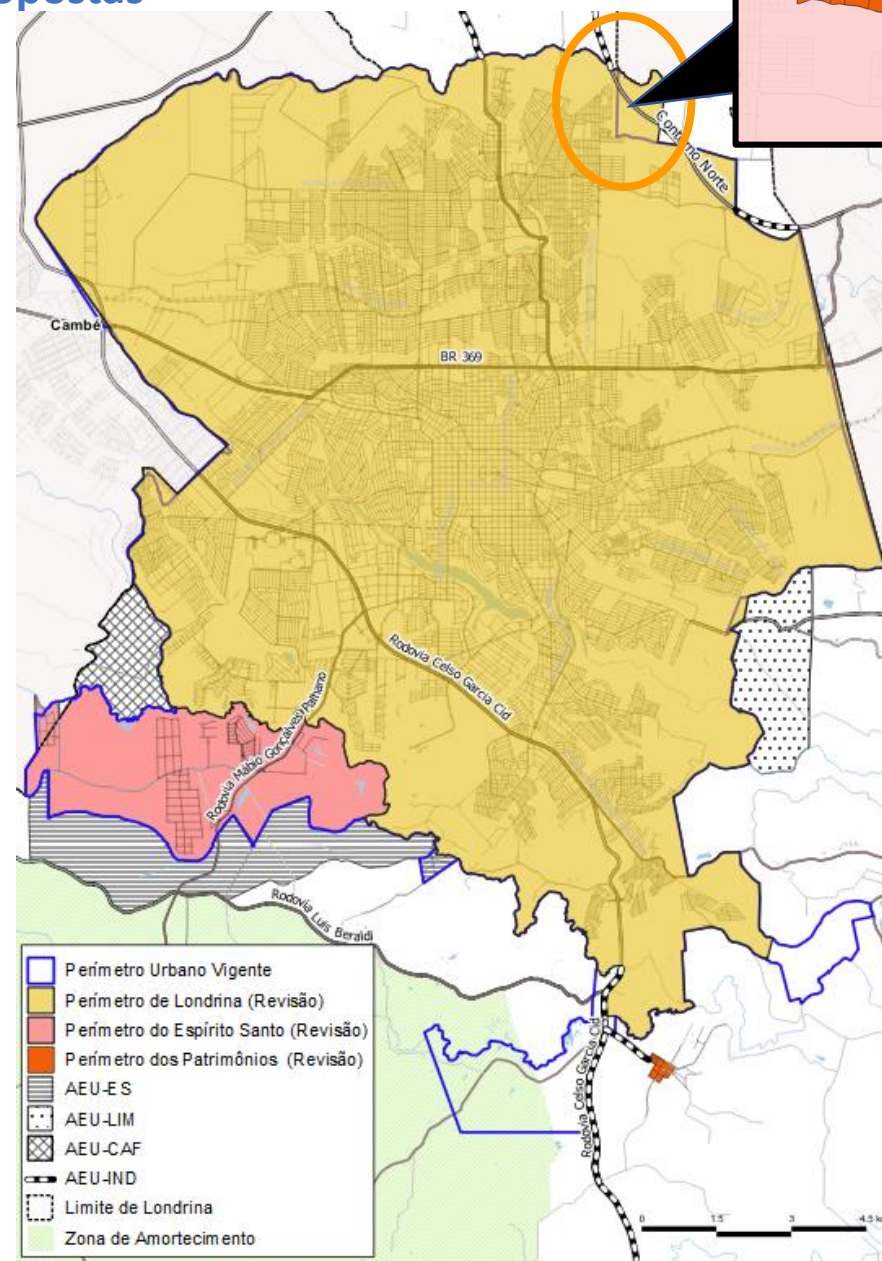 Contorno Norte
Cambé
BR 369
Rodovia Celso Garcia Cid
Rodovia Mábio Gonçalves Palhano
Rodovia Luis Beraldi
Rodovia Celso Garcia Cid
Perímetro Urbano Vigente
Perímetro de Londrina (Revisão)
Perímetro do Espírito Santo (Revisão)
Perímetro dos Patrimônios (Revisão)
AEU-ES
AEU-LIM
AEU-CAF
AEU-IND
Limite de Londrina
Zona de Amortecimento
0 1.5 3 4.5